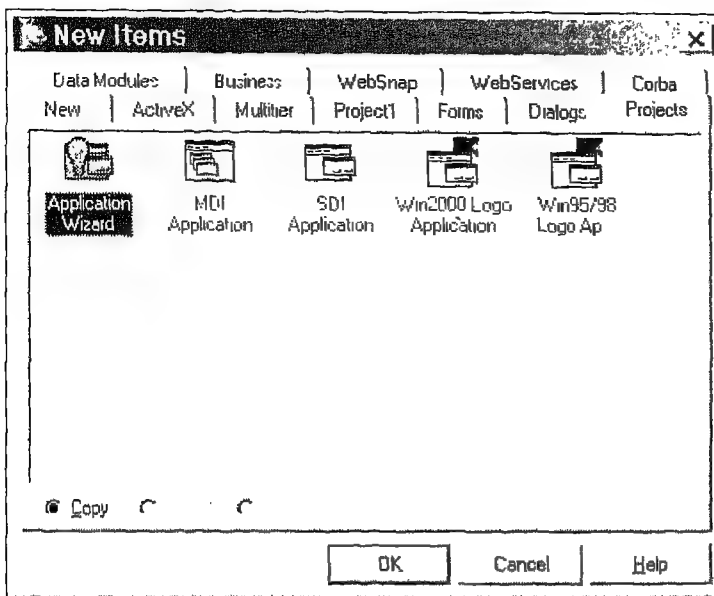 New Items
Data Modules Business WebSnap WebServices Corba
New ActiveX Multitier Project1 Forms Dialogs Projects
Application Wizard
MDI Application
SDI Application
Win2000 Logo Application
Win95/98 Logo Ap
Copy
OK Cancel Help